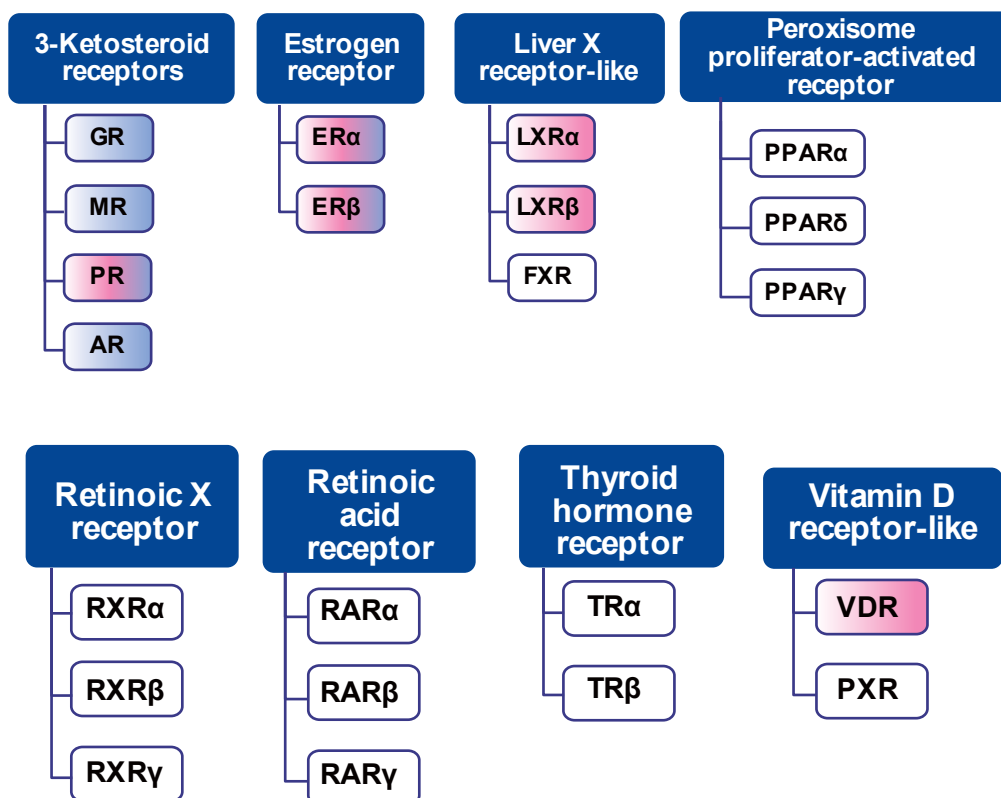 3-Ketosteroid
receptors
GR
MR
PR
AR
Estrogen
receptor
ERα
ERβ
Liver X
receptor-like
LXRα
LXRβ
FXR
Peroxisome
proliferator-activated
receptor
PPARα
PPARδ
PPARγ
Retinoic X
receptor
RXRα
RXRβ
RXRγ
Retinoic
acid
receptor
RARα
RARβ
RARγ
Thyroid
hormone
receptor
TRα
TRβ
Vitamin D
receptor-like
VDR
PXR